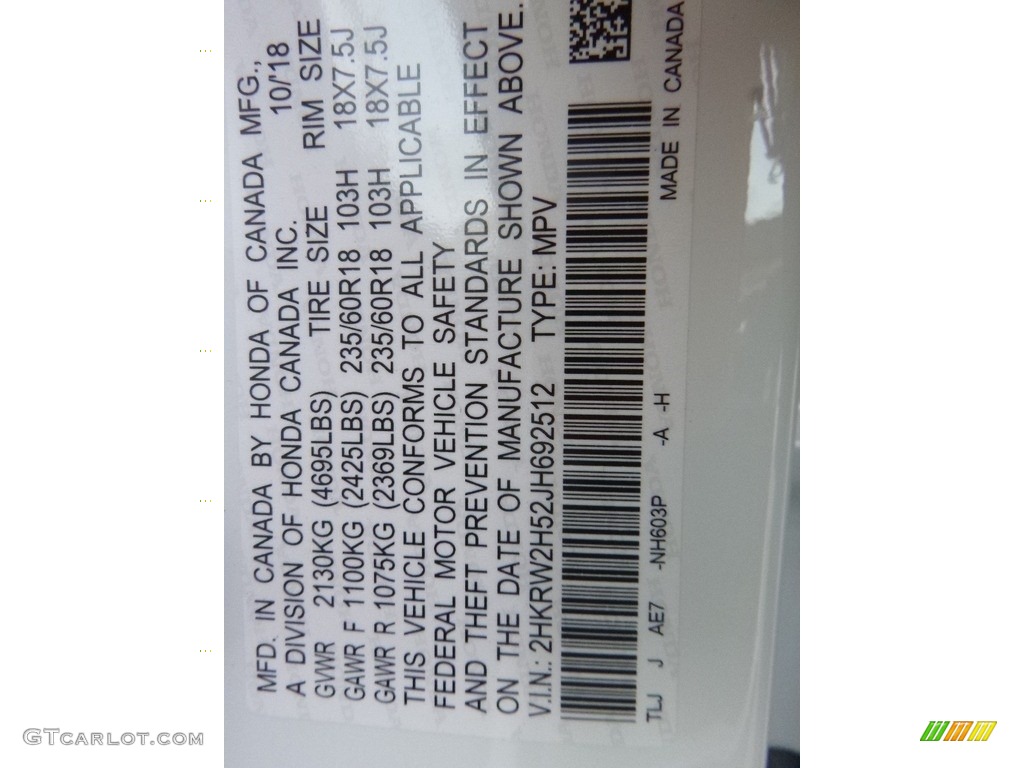 MFD. IN CANADA BY HONDA OF CANADA MFG.,
A DIVISION OF HONDA CANADA INC. 10/'18
GVWR 2130KG (4695LBS) TIRE SIZE RIM SIZE
GAWR F 1100KG (2425LBS) 235/60R18 103H 18X7.5J
GAWR R 1075KG (2369LBS) 235/60R18 103H 18X7.5J
THIS VEHICLE CONFORMS TO ALL APPLICABLE
FEDERAL MOTOR VEHICLE SAFETY
AND THEFT PREVENTION STANDARDS IN EFFECT
ON THE DATE OF MANUFACTURE SHOWN ABOVE.
V.I.N.: 2HKRW2H52JH692512 TYPE: MPV
TLJ J AE7 -NH603P -A -H MADE IN CANADA
GTCARLOT.COM